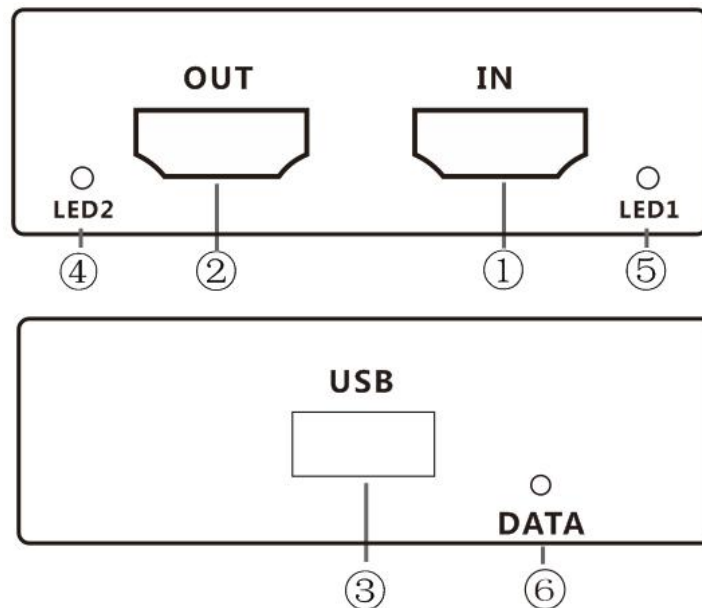 OUT IN
LED2 LED1
④ ② ① ⑤
USB
DATA
③ ⑥